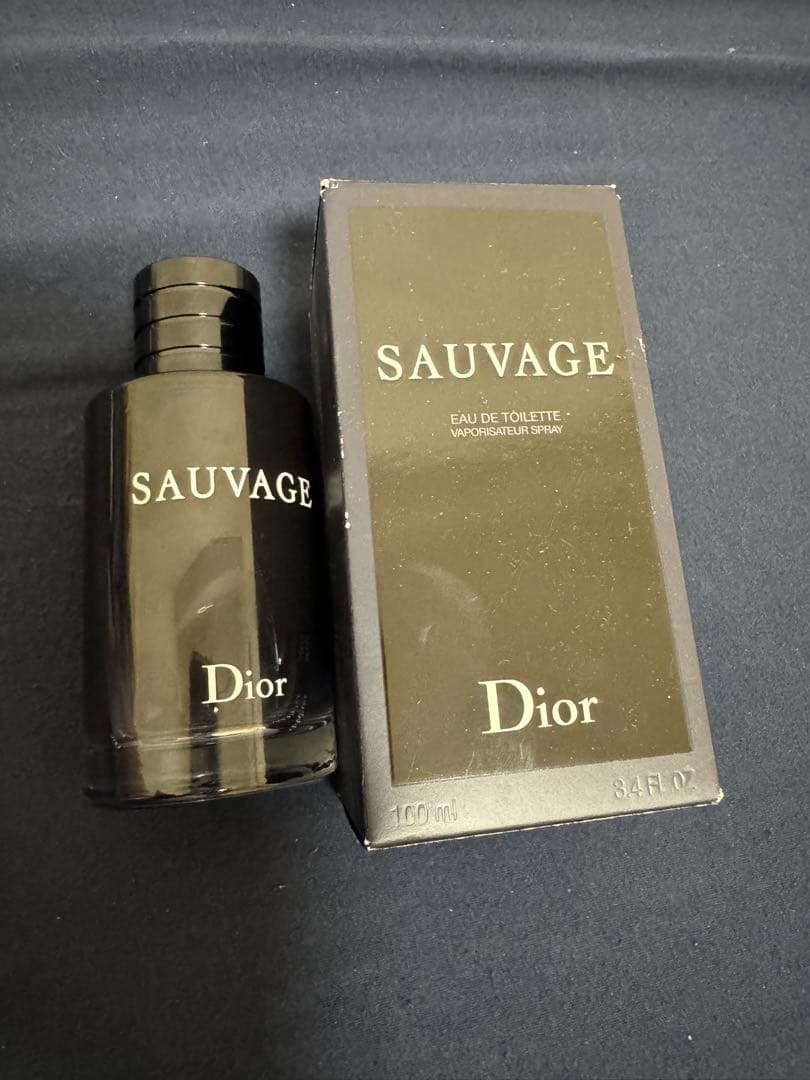 SAUVAGE
Dior
SAUVAGE
EAU DE TOILETTE
VAPORISATEUR SPRAY
Dior
100 ml
3.4 Fl OZ